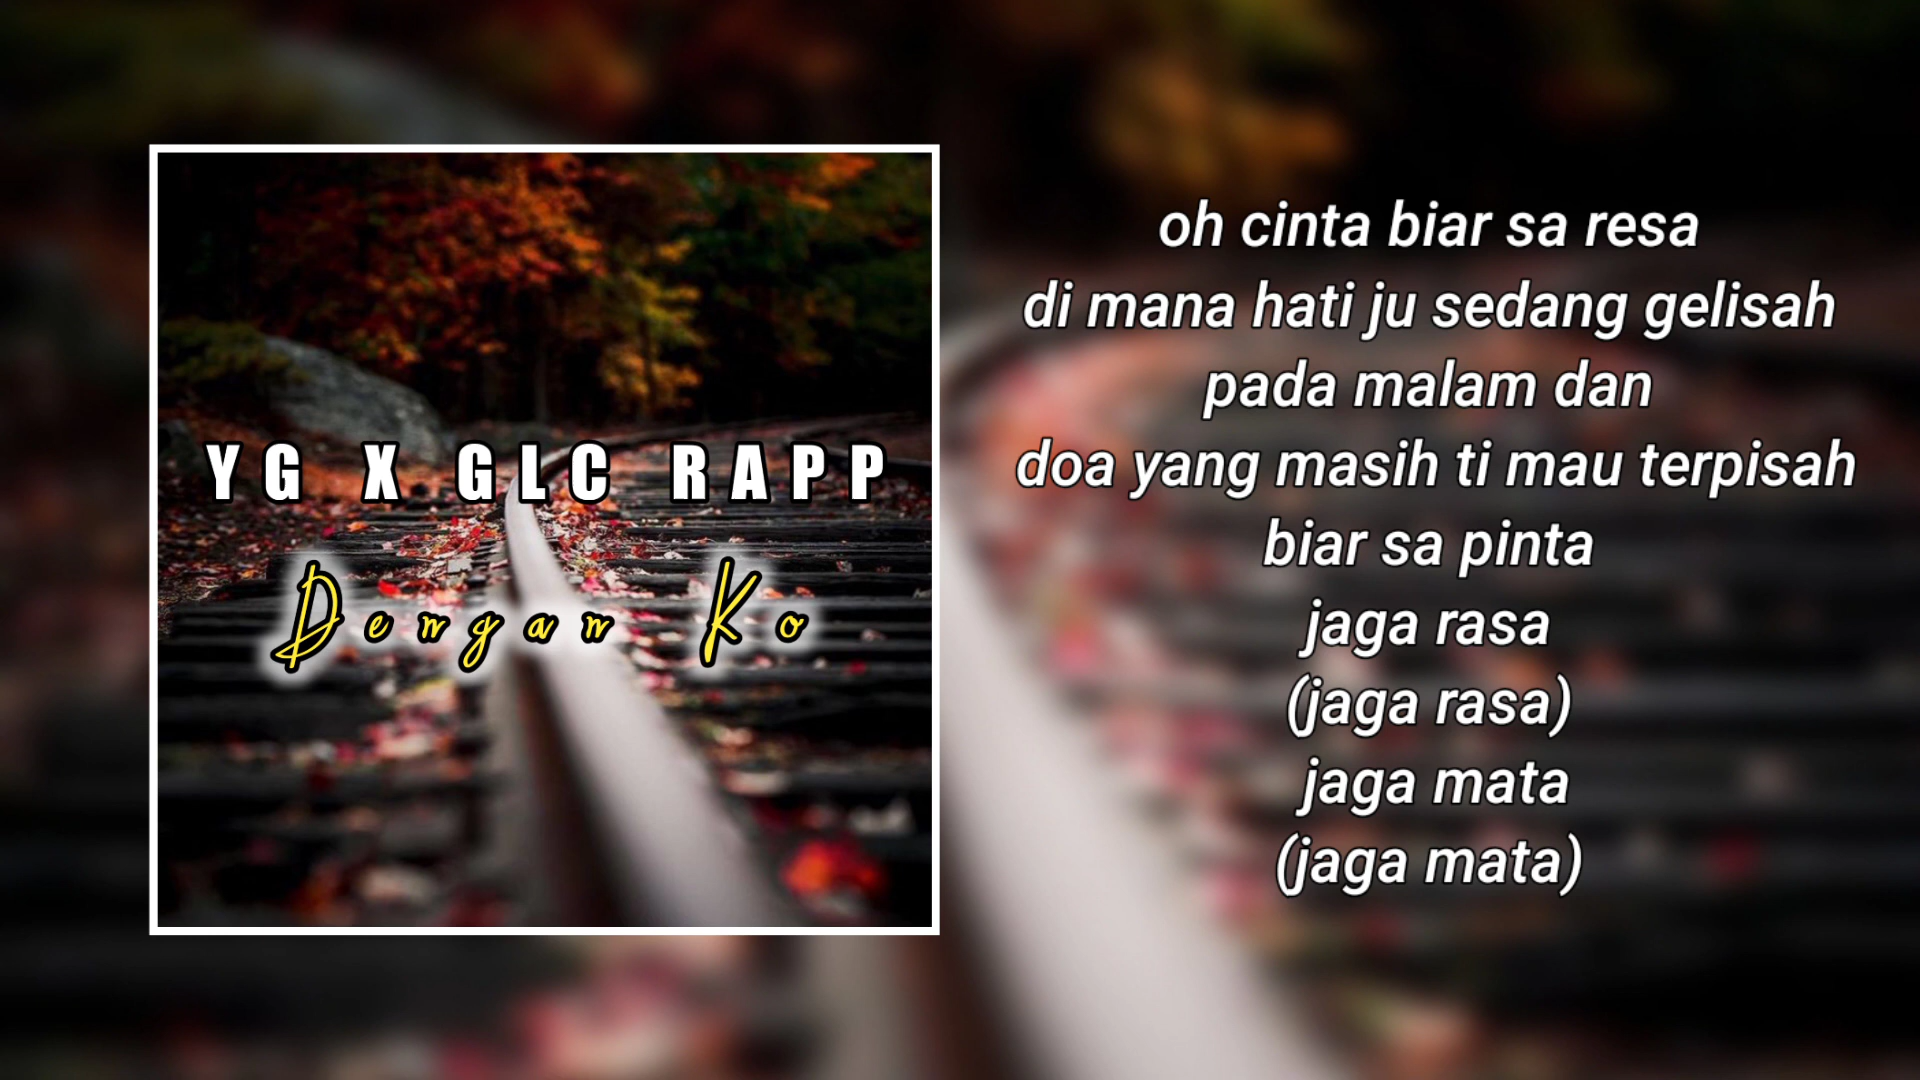 YG X GLC RAPP
Dengan Ko
oh cinta biar sa resa
di mana hati ju sedang gelisah
pada malam dan
doa yang masih ti mau terpisah
biar sa pinta
jaga rasa
(jaga rasa)
jaga mata
(jaga mata)